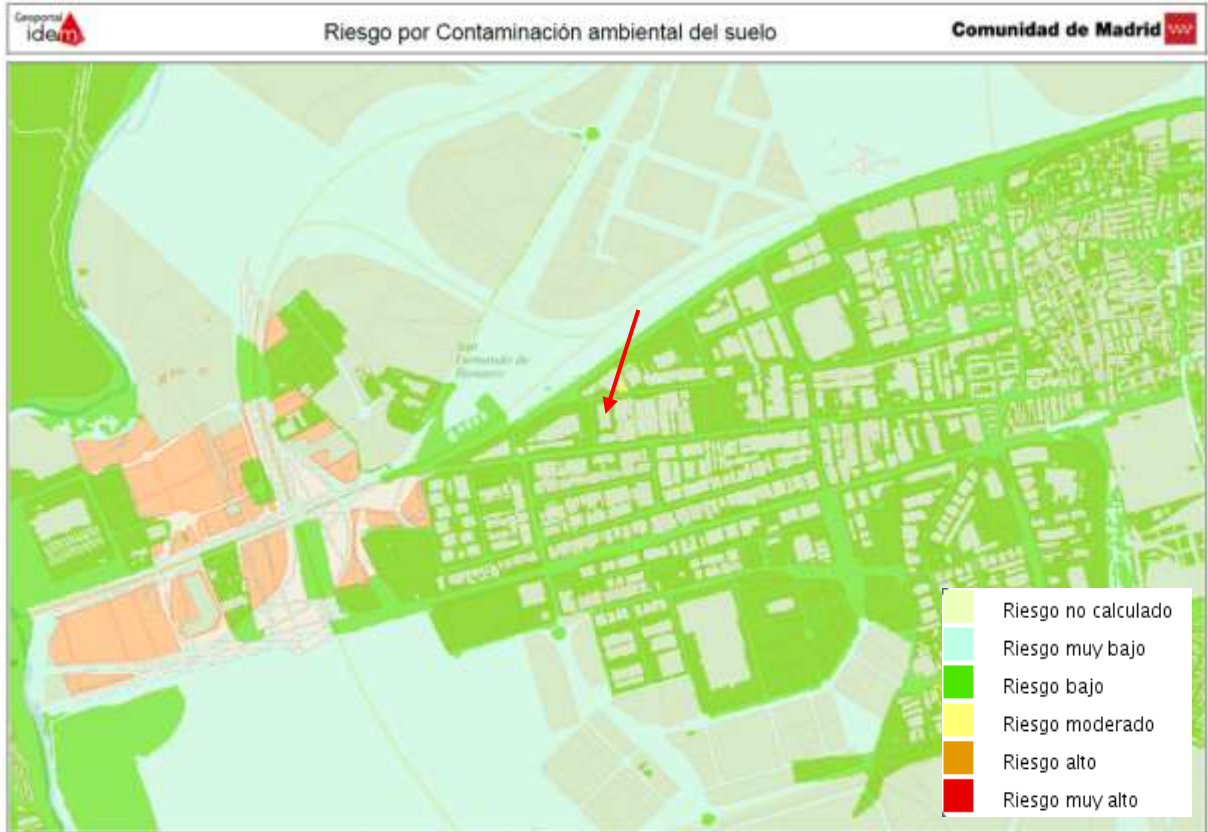 Geoportal
idem
Riesgo por Contaminación ambiental del suelo
Comunidad de Madrid
San
Fernando de
Henares
Riesgo no calculado
Riesgo muy bajo
Riesgo bajo
Riesgo moderado
Riesgo alto
Riesgo muy alto